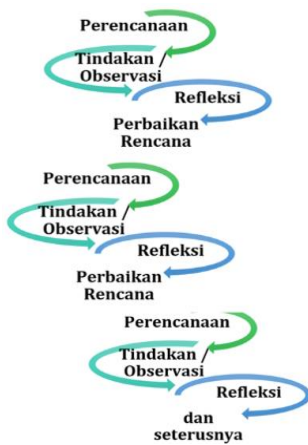 Perencanaan
Tindakan /
Observasi
Refleksi
Perbaikan
Rencana
Perencanaan
Tindakan /
Observasi
Refleksi
Perbaikan
Rencana
Perencanaan
Tindakan /
Observasi
Refleksi
dan
seterusnya